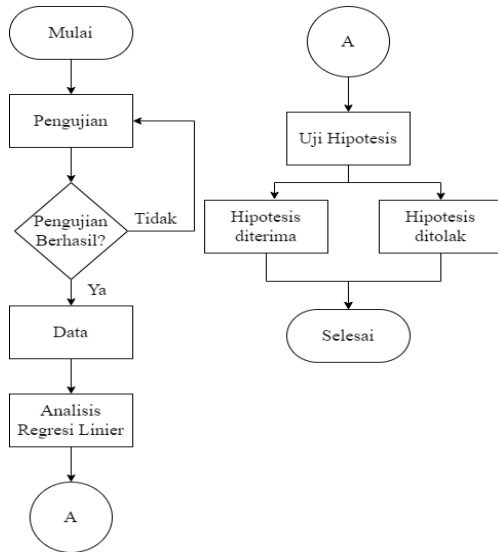 Mulai
Pengujian
Pengujian
Berhasil?
Tidak
Ya
Data
Analisis
Regresi Linier
A
A
Uji Hipotesis
Hipotesis
diterima
Hipotesis
ditolak
Selesai